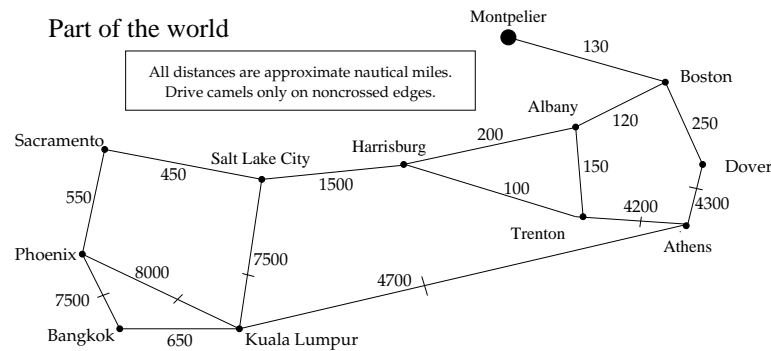 Part of the world
Montpelier
130
All distances are approximate nautical miles.
Drive camels only on noncrossed edges.
Boston
Albany
120
250
Sacramento
Salt Lake City
Harrisburg
200
450
1500
150
Dover
550
100
4300
4200
Trenton
Athens
Phoenix
8000
7500
4700
7500
Bangkok
650
Kuala Lumpur